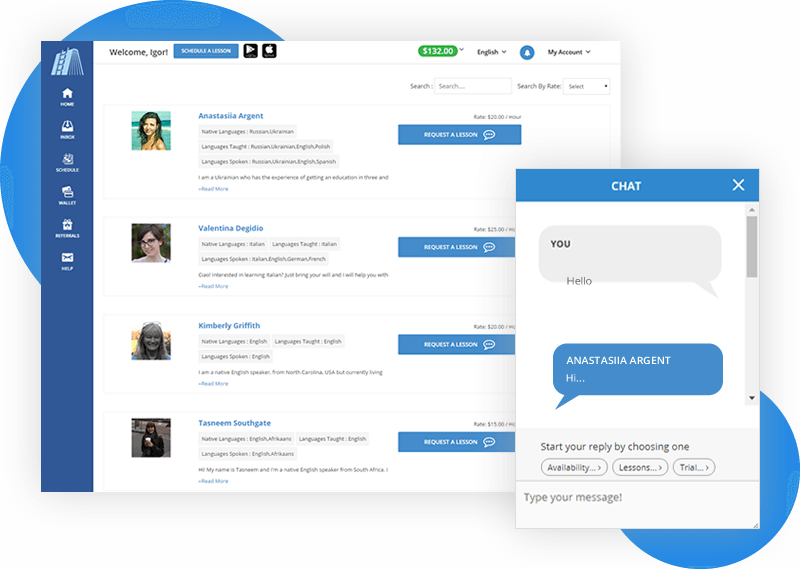 Welcome, Igor! SCHEDULE A LESSON $132.00 English My Account
HOME
INBOX
SCHEDULE
WALLET
REFERRALS
HELP
Search : Search.... Search By Rate: Select
Anastasiia Argent
Rate: $20.00 / Hour
Native Languages : Russian,Ukrainian
REQUEST A LESSON
Languages Taught : Russian,Ukrainian,English,Polish
Languages Spoken : Russian,Ukrainian,English,Spanish
I am a Ukrainian who has the experience of getting an education in three and
»Read More
Valentina Degidio
Rate: $25.00 / Ho
Native Languages : Italian Languages Taught : Italian
REQUEST A LESSON
Languages Spoken : Italian,English,German,French
Ciao! Interested in learning Italian? Just bring your will and I will help you with
»Read More
Kimberly Griffith
Rate: $20.00 / Ho
Native Languages : English Languages Taught : English
REQUEST A LESSON
Languages Spoken : English
I am a native English speaker, from North Carolina, USA but currently living
»Read More
Tasneem Southgate
Rate: $15.00 / Ho
Native Languages : English,Afrikaans Languages Taught : English
REQUEST A LESSON
Languages Spoken : English,Afrikaans
Hi! My name is Tasneem and I'm a native English speaker from South Africa. I
»Read More
CHAT
YOU
Hello
ANASTASIIA ARGENT
Hi...
Start your reply by choosing one
Availability... › Lessons... › Trial... ›
Type your message!